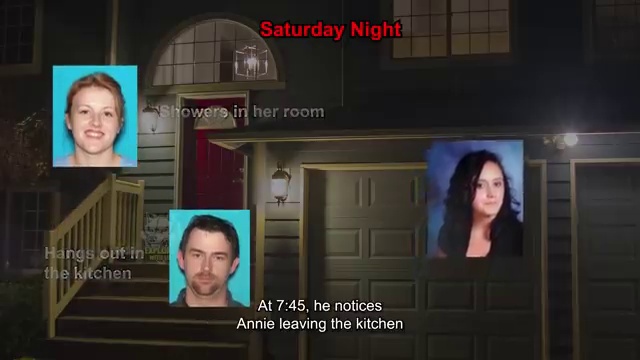 Saturday Night
Showers in her room
Hangs out in
the kitchen
At 7:45, he notices
Annie leaving the kitchen